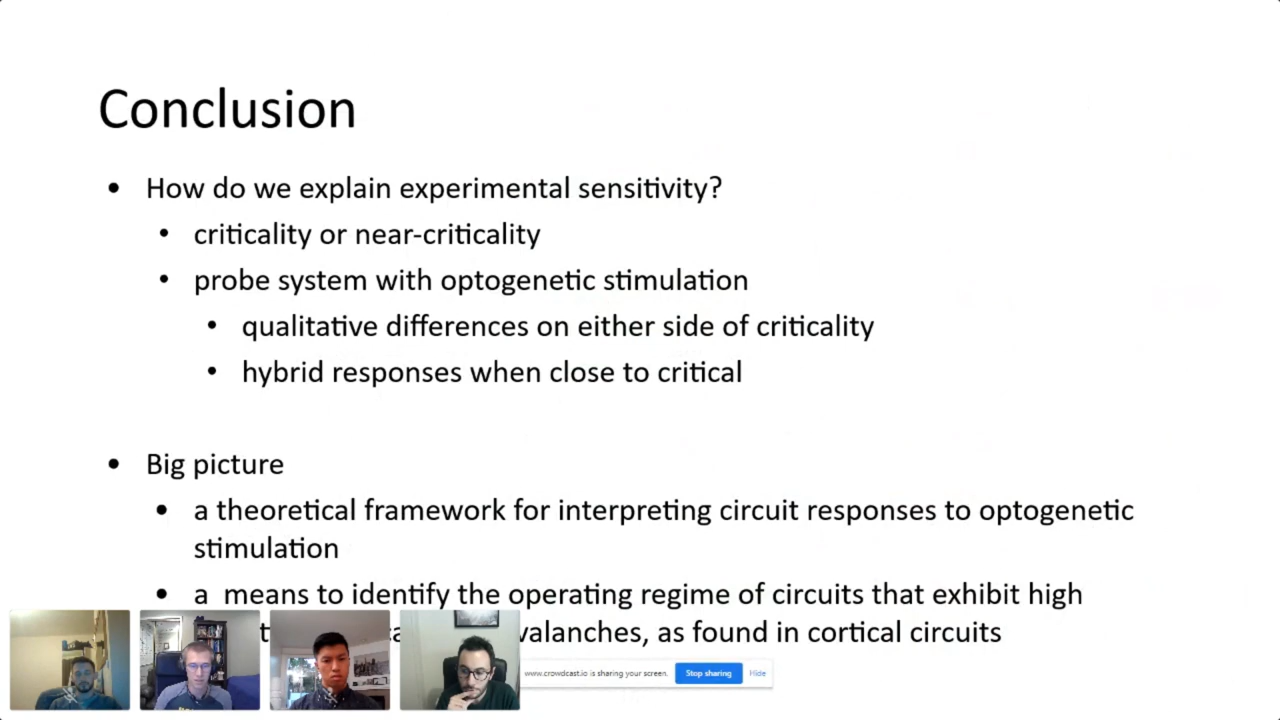 Conclusion
• How do we explain experimental sensitivity?
• criticality or near-criticality
• probe system with optogenetic stimulation
• qualitative differences on either side of criticality
• hybrid responses when close to critical
• Big picture
• a theoretical framework for interpreting circuit responses to optogenetic
stimulation
• a means to identify the operating regime of circuits that exhibit high
valanches, as found in cortical circuits
www.crowdcast.io is sharing your screen.
Stop sharing
Hide